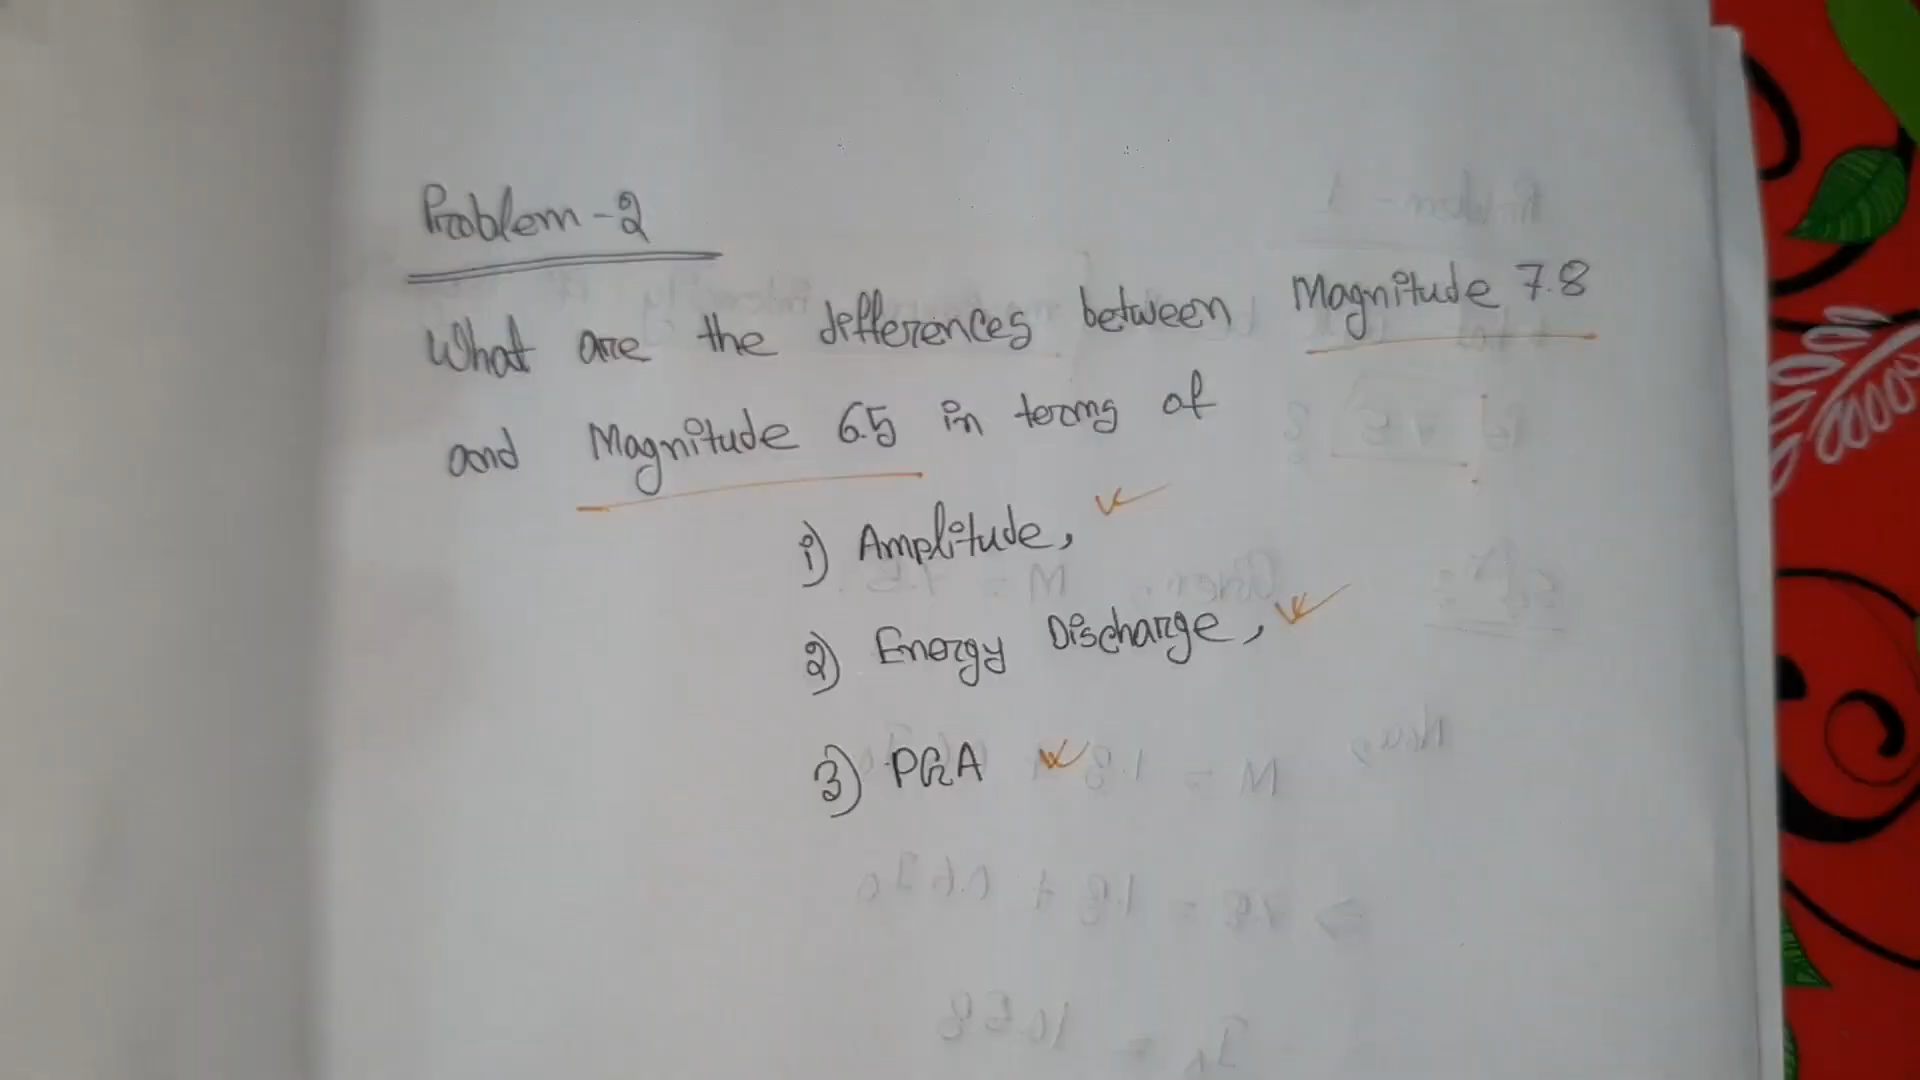 Problem-2
What are the differences between Magnitude 7.8
and Magnitude 6.5 in terms of
i) Amplitude,
2) Energy Discharge,
3) PGA